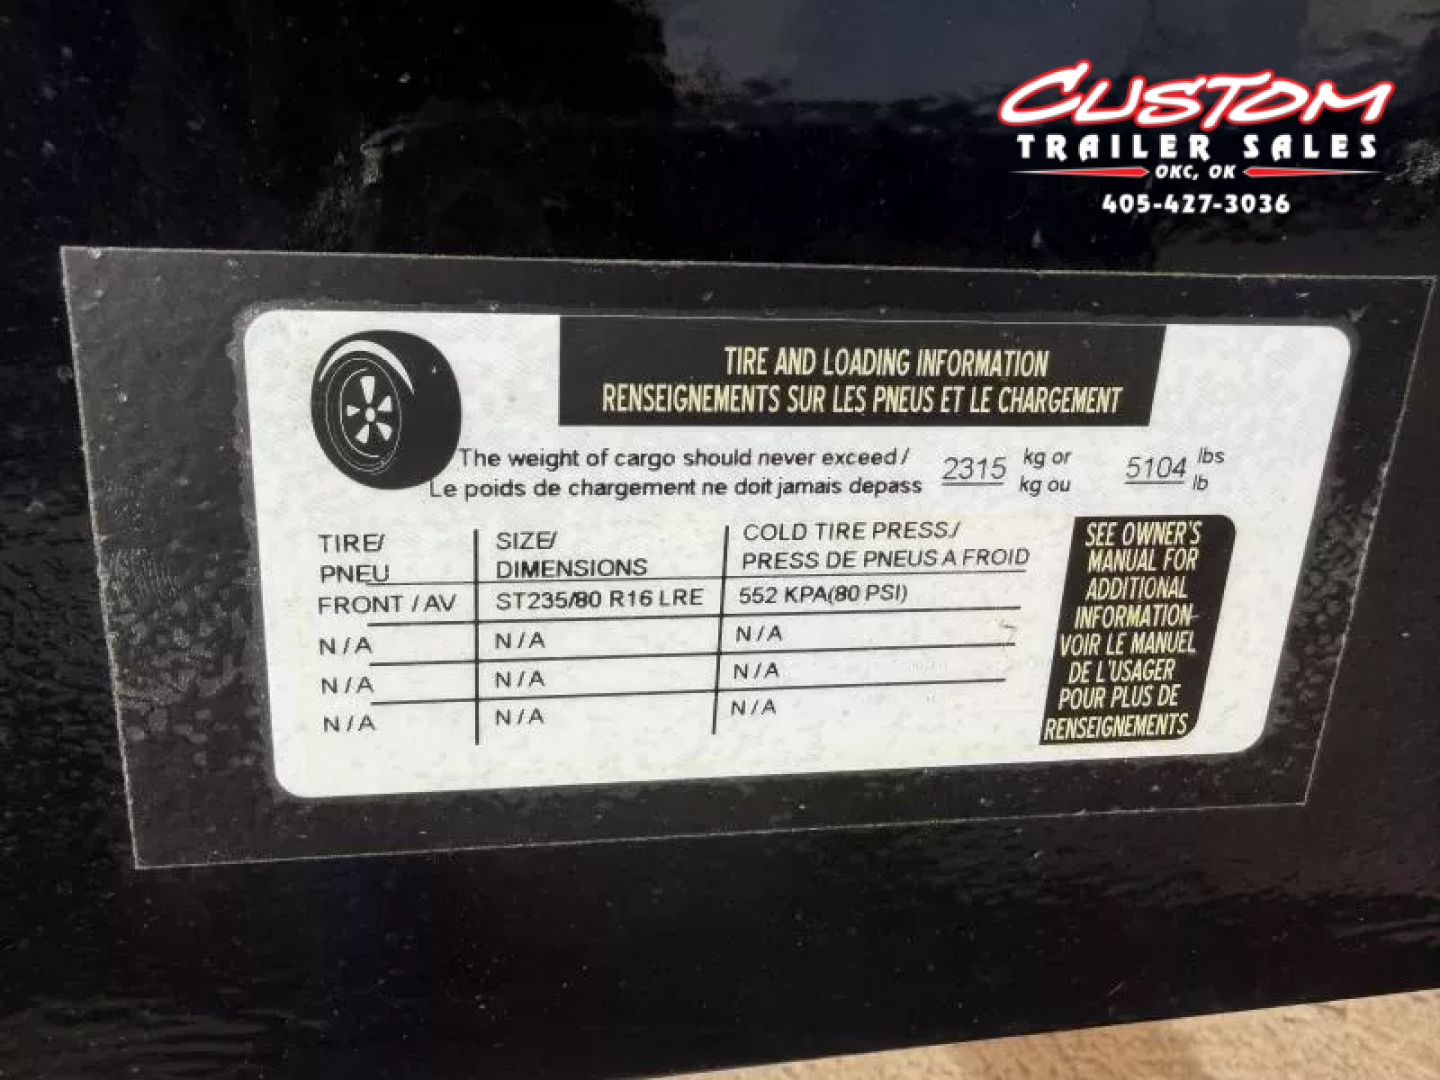 CUSTOM
TRAILER SALES
OKC, OK
405-427-3036
TIRE AND LOADING INFORMATION
RENSEIGNEMENTS SUR LES PNEUS ET LE CHARGEMENT
The weight of cargo should never exceed / 2315 kg or 5104 lbs
Le poids de chargement ne doit jamais depass kg ou lb
TIRE/ SIZE/ COLD TIRE PRESS./
PNEU DIMENSIONS PRESS DE PNEUS A FROID
FRONT / AV ST235/80 R16 LRE 552 KPA(80 PSI)
N / A N / A N / A
N / A N / A N / A
N / A N / A N / A
SEE OWNER'S
MANUAL FOR
ADDITIONAL
INFORMATION
VOIR LE MANUEL
DE L'USAGER
POUR PLUS DE
RENSEIGNEMENTS